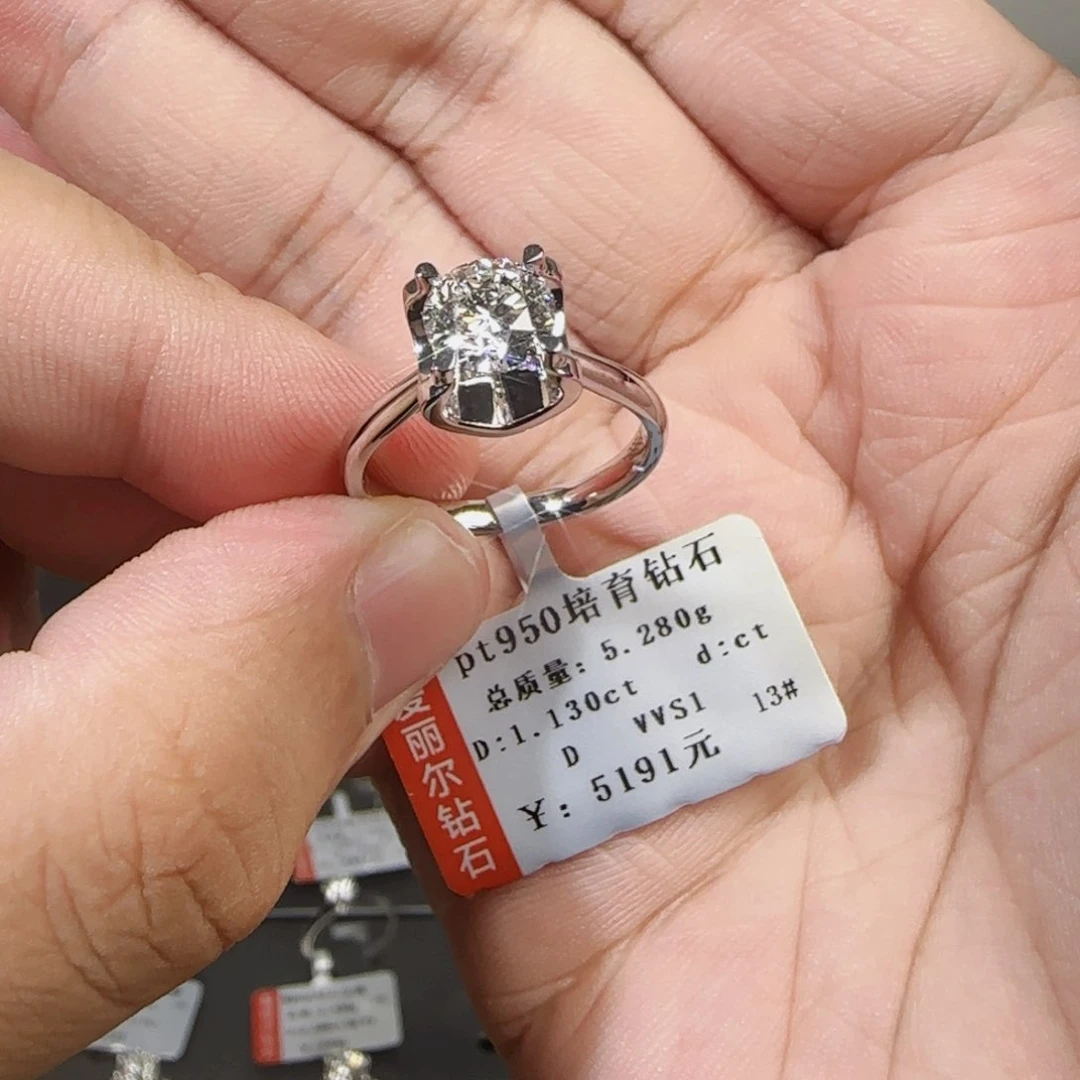 pt950培育钻石
总质量: 5.280g
D:1.130ct d:ct
D VVS1 13#
¥: 5191元
爱丽尔钻石